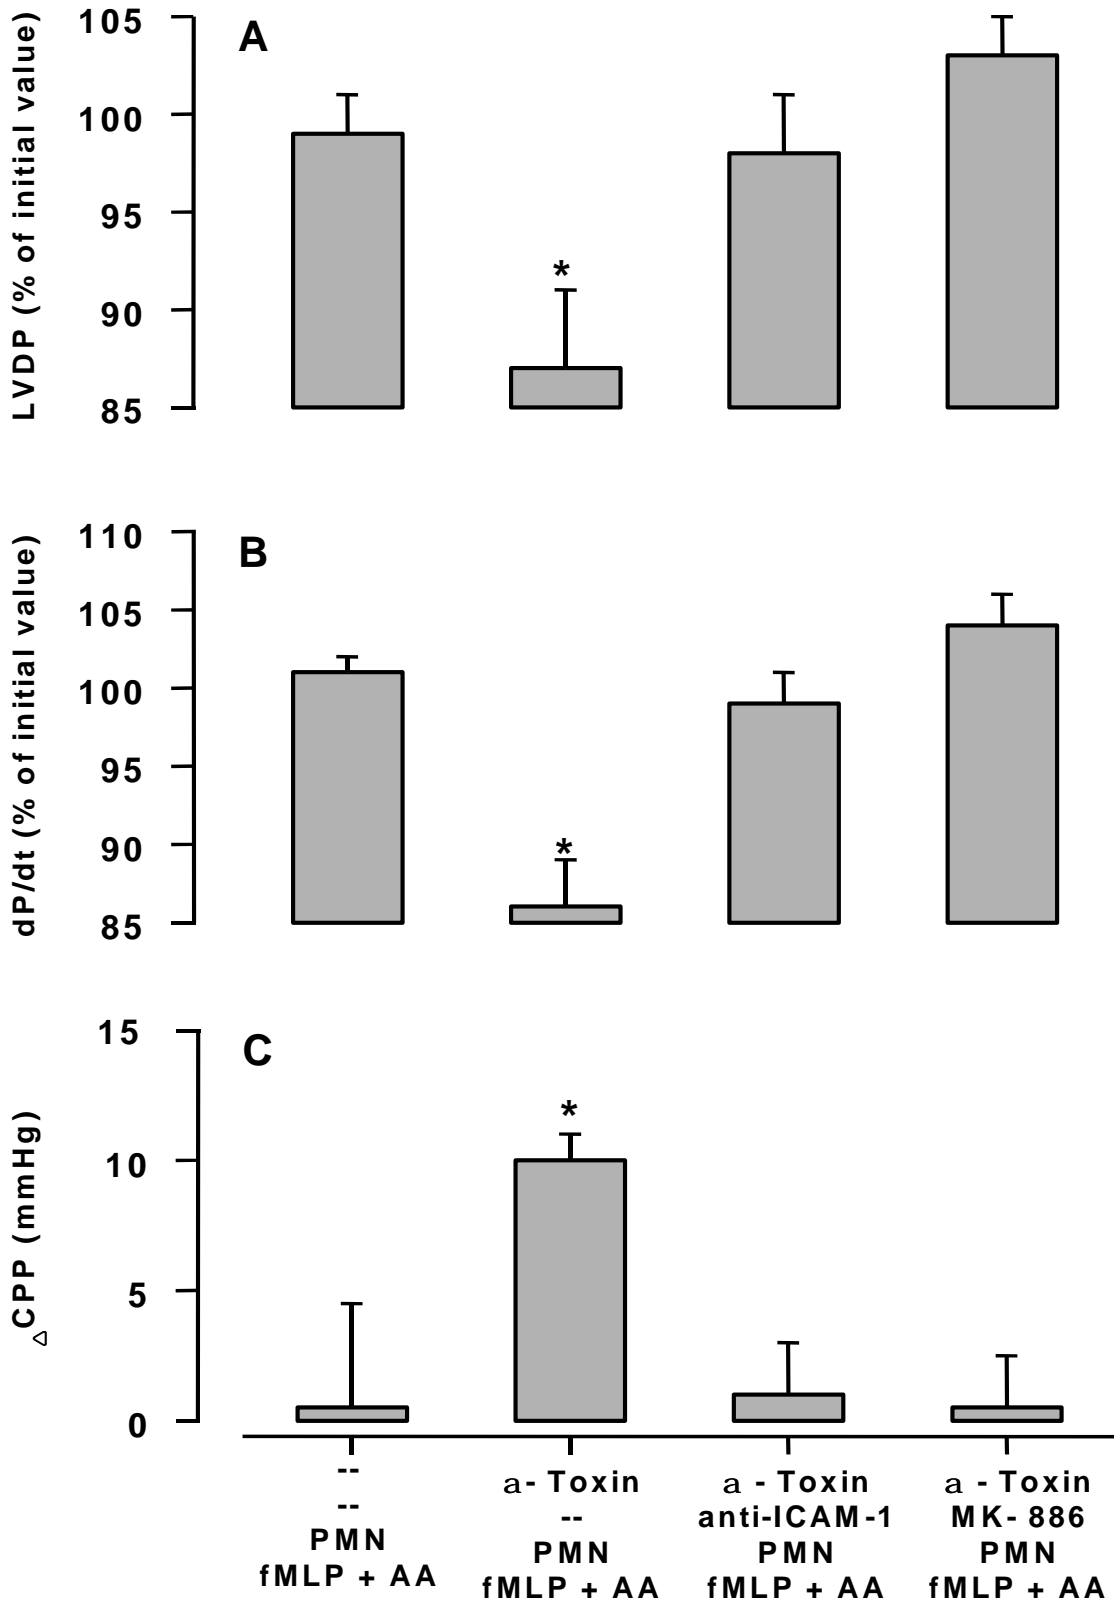 A
LVDP (% of initial value)
105
100
95
90
85
*
B
dP/dt (% of initial value)
110
105
100
95
90
85
*
C
△CPP (mmHg)
15
10
5
0
*
--
--
PMN
fMLP + AA
a - Toxin
--
PMN
fMLP + AA
a - Toxin
anti-ICAM-1
PMN
fMLP + AA
a - Toxin
MK- 886
PMN
fMLP + AA